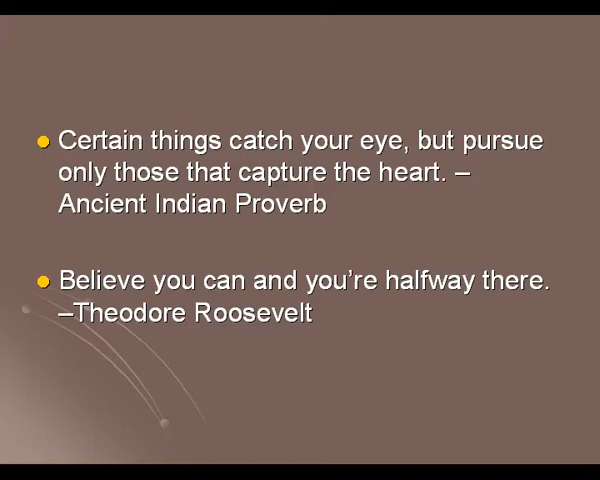 Certain things catch your eye, but pursue
only those that capture the heart. –
Ancient Indian Proverb
Believe you can and you’re halfway there.
–Theodore Roosevelt